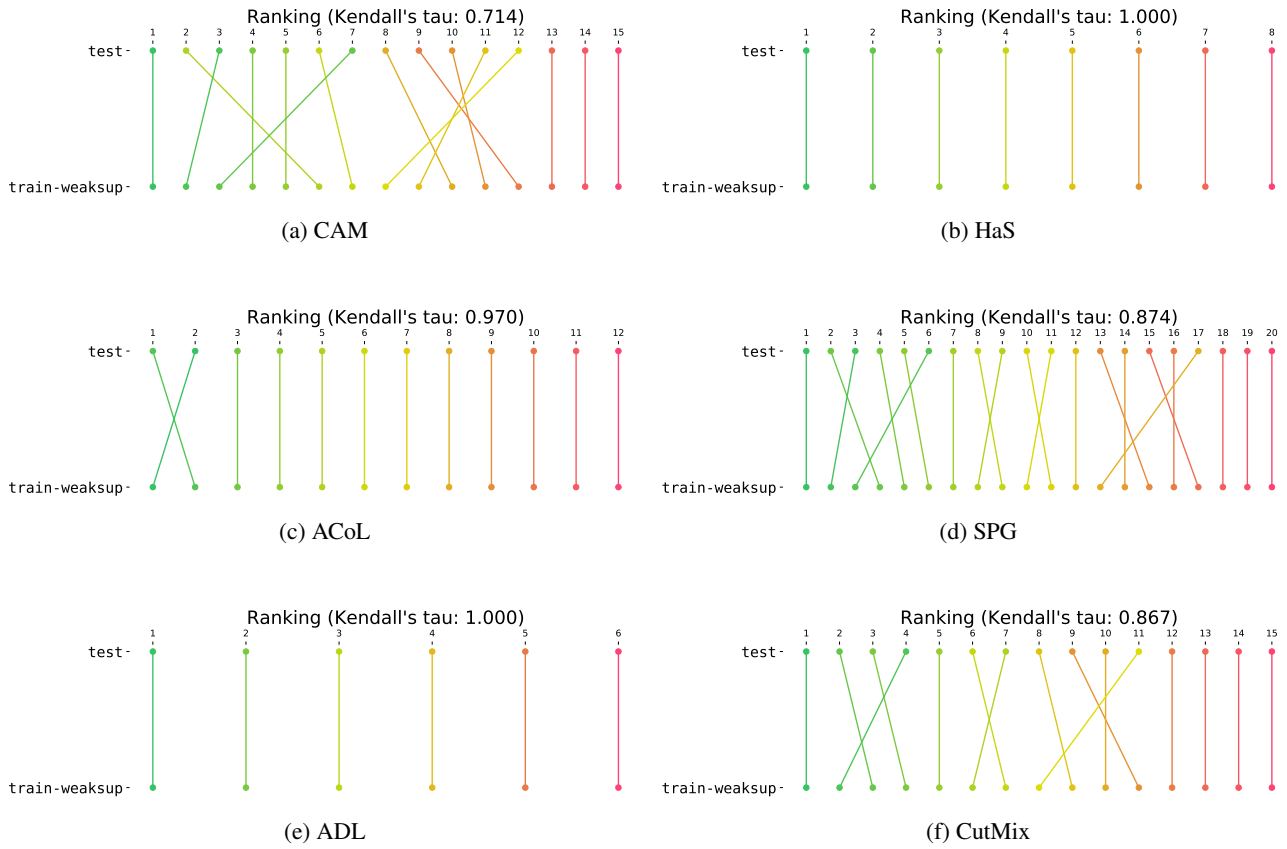 Ranking (Kendall's tau: 0.714)
1 2 3 4 5 6 7 8 9 10 11 12 13 14 15
test
train-weaksup
(a) CAM
Ranking (Kendall's tau: 1.000)
1 2 3 4 5 6 7 8
test
train-weaksup
(b) HaS
Ranking (Kendall's tau: 0.970)
1 2 3 4 5 6 7 8 9 10 11 12
test
train-weaksup
(c) ACoL
Ranking (Kendall's tau: 0.874)
1 2 3 4 5 6 7 8 9 10 11 12 13 14 15 16 17 18 19 20
test
train-weaksup
(d) SPG
Ranking (Kendall's tau: 1.000)
1 2 3 4 5 6
test
train-weaksup
(e) ADL
Ranking (Kendall's tau: 0.867)
1 2 3 4 5 6 7 8 9 10 11 12 13 14 15
test
train-weaksup
(f) CutMix